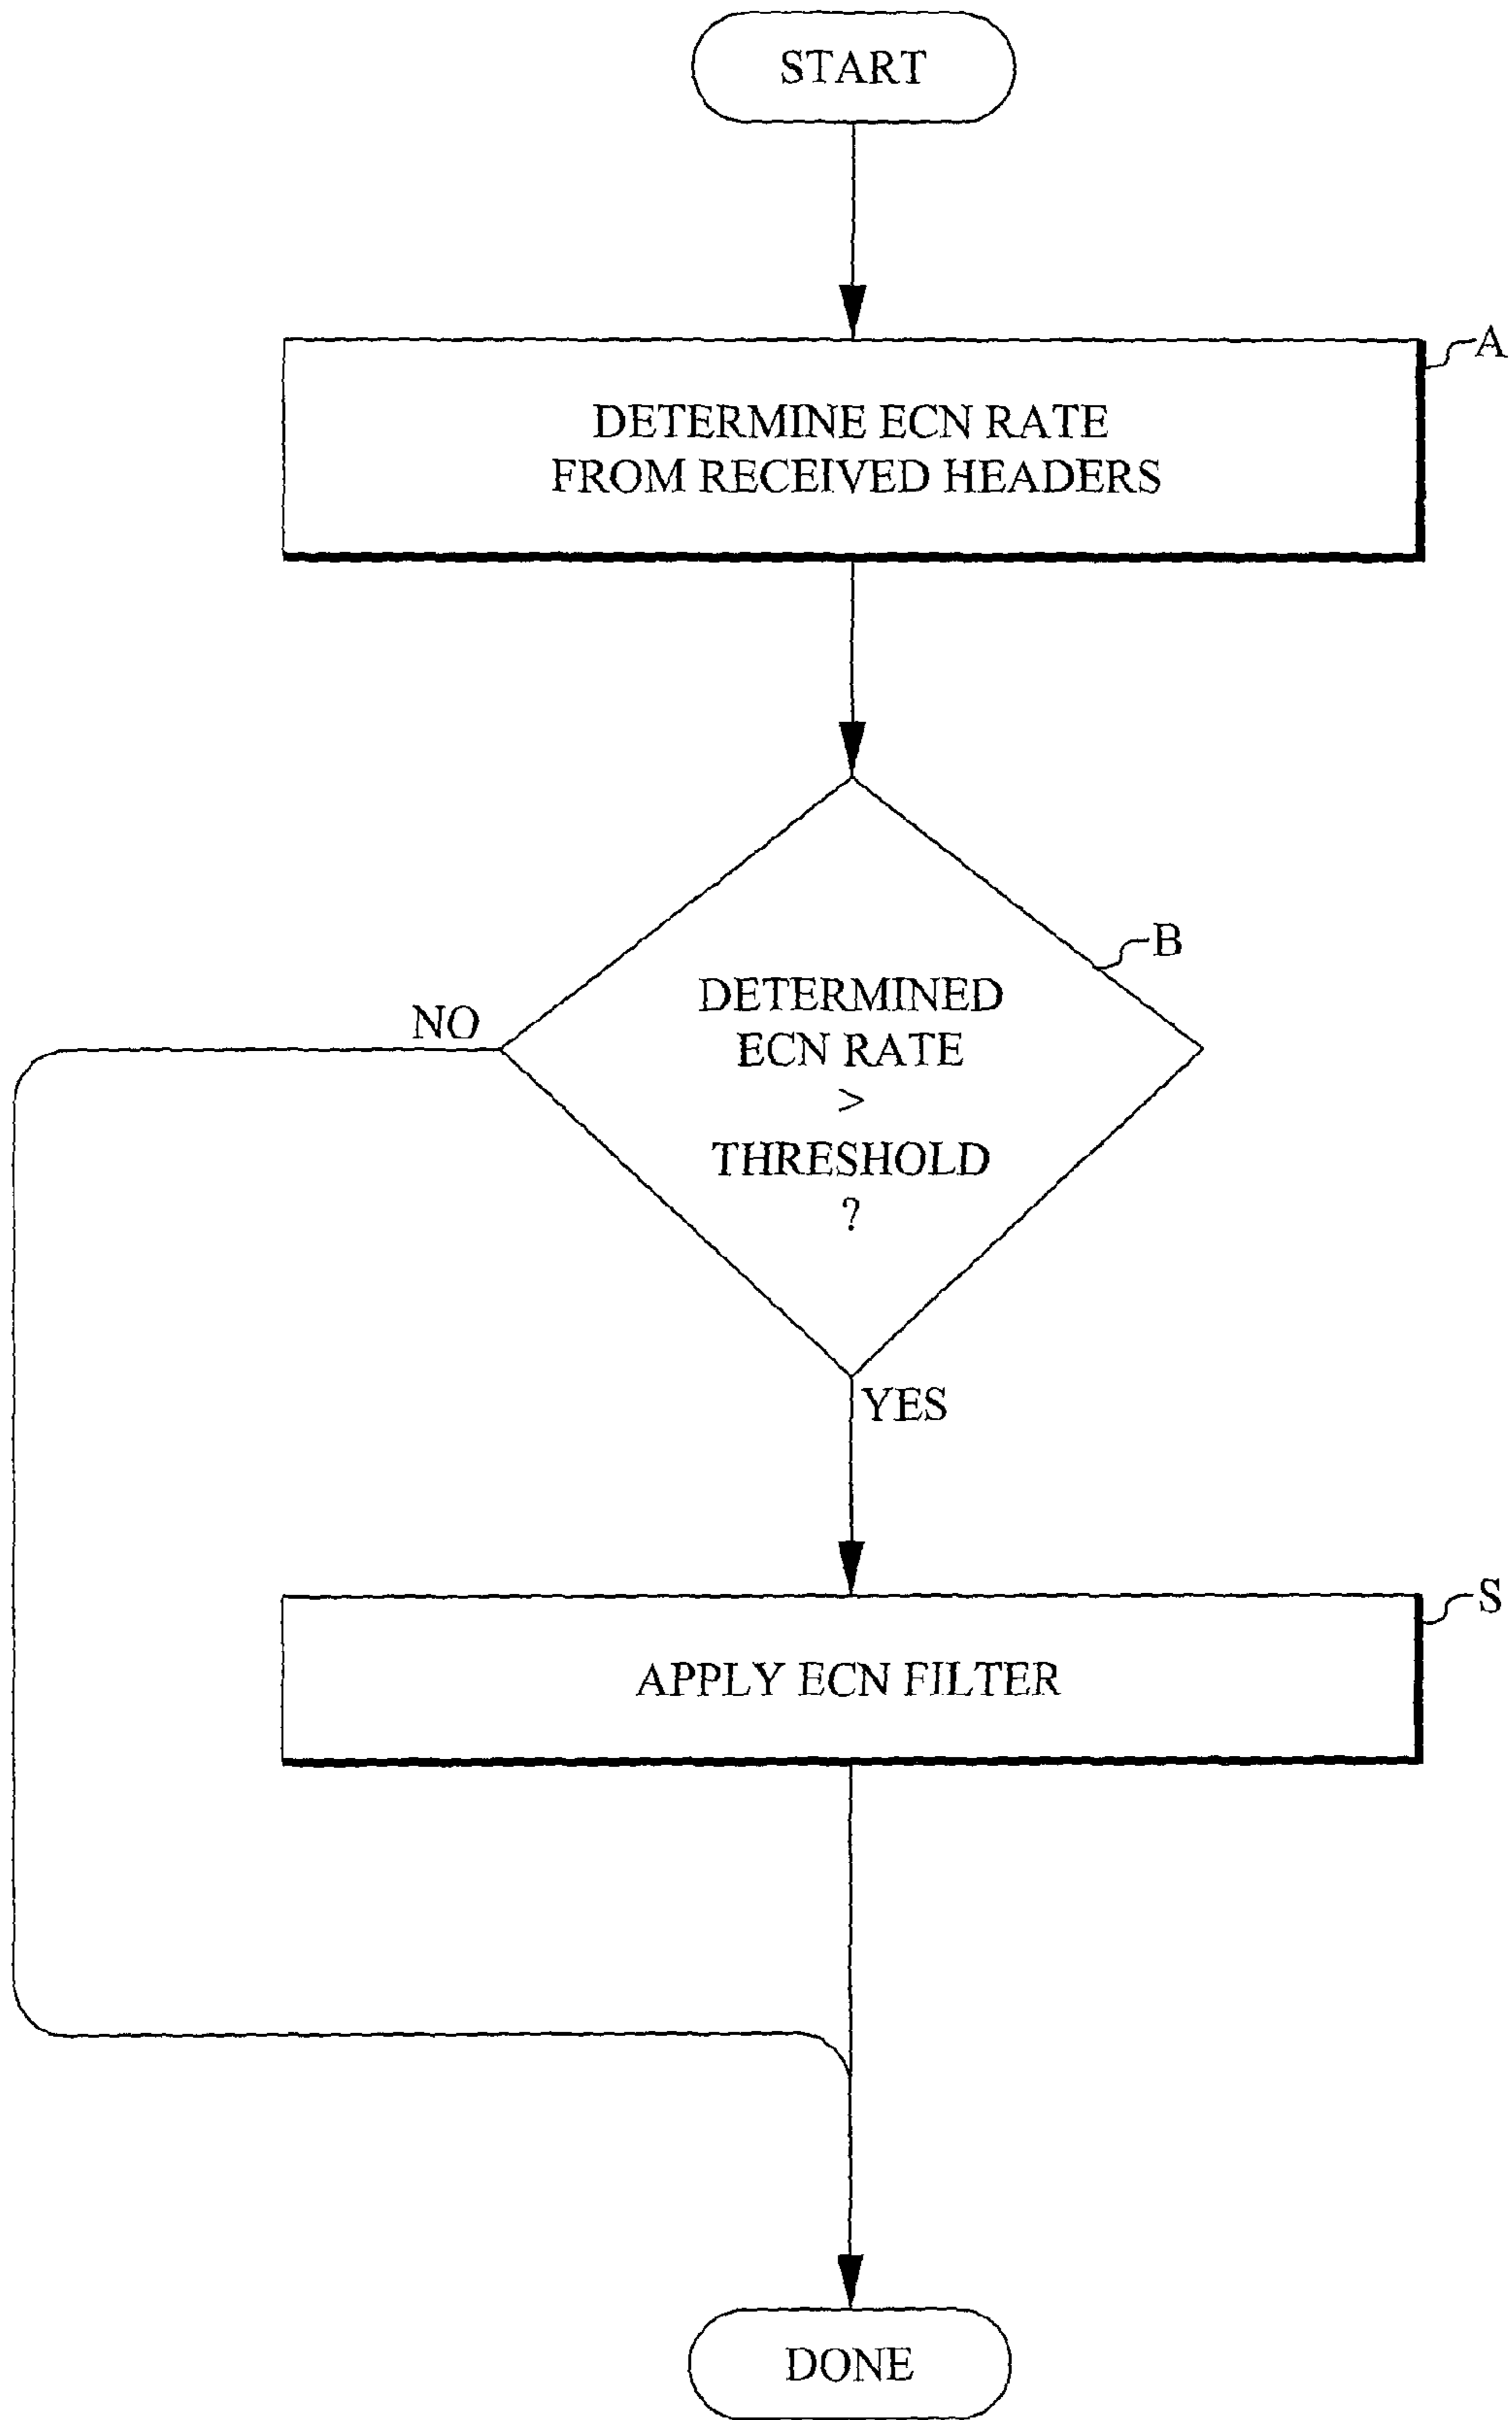 START
A
DETERMINE ECN RATE
FROM RECEIVED HEADERS
B
DETERMINED
ECN RATE
>
THRESHOLD
?
NO
YES
S
APPLY ECN FILTER
DONE